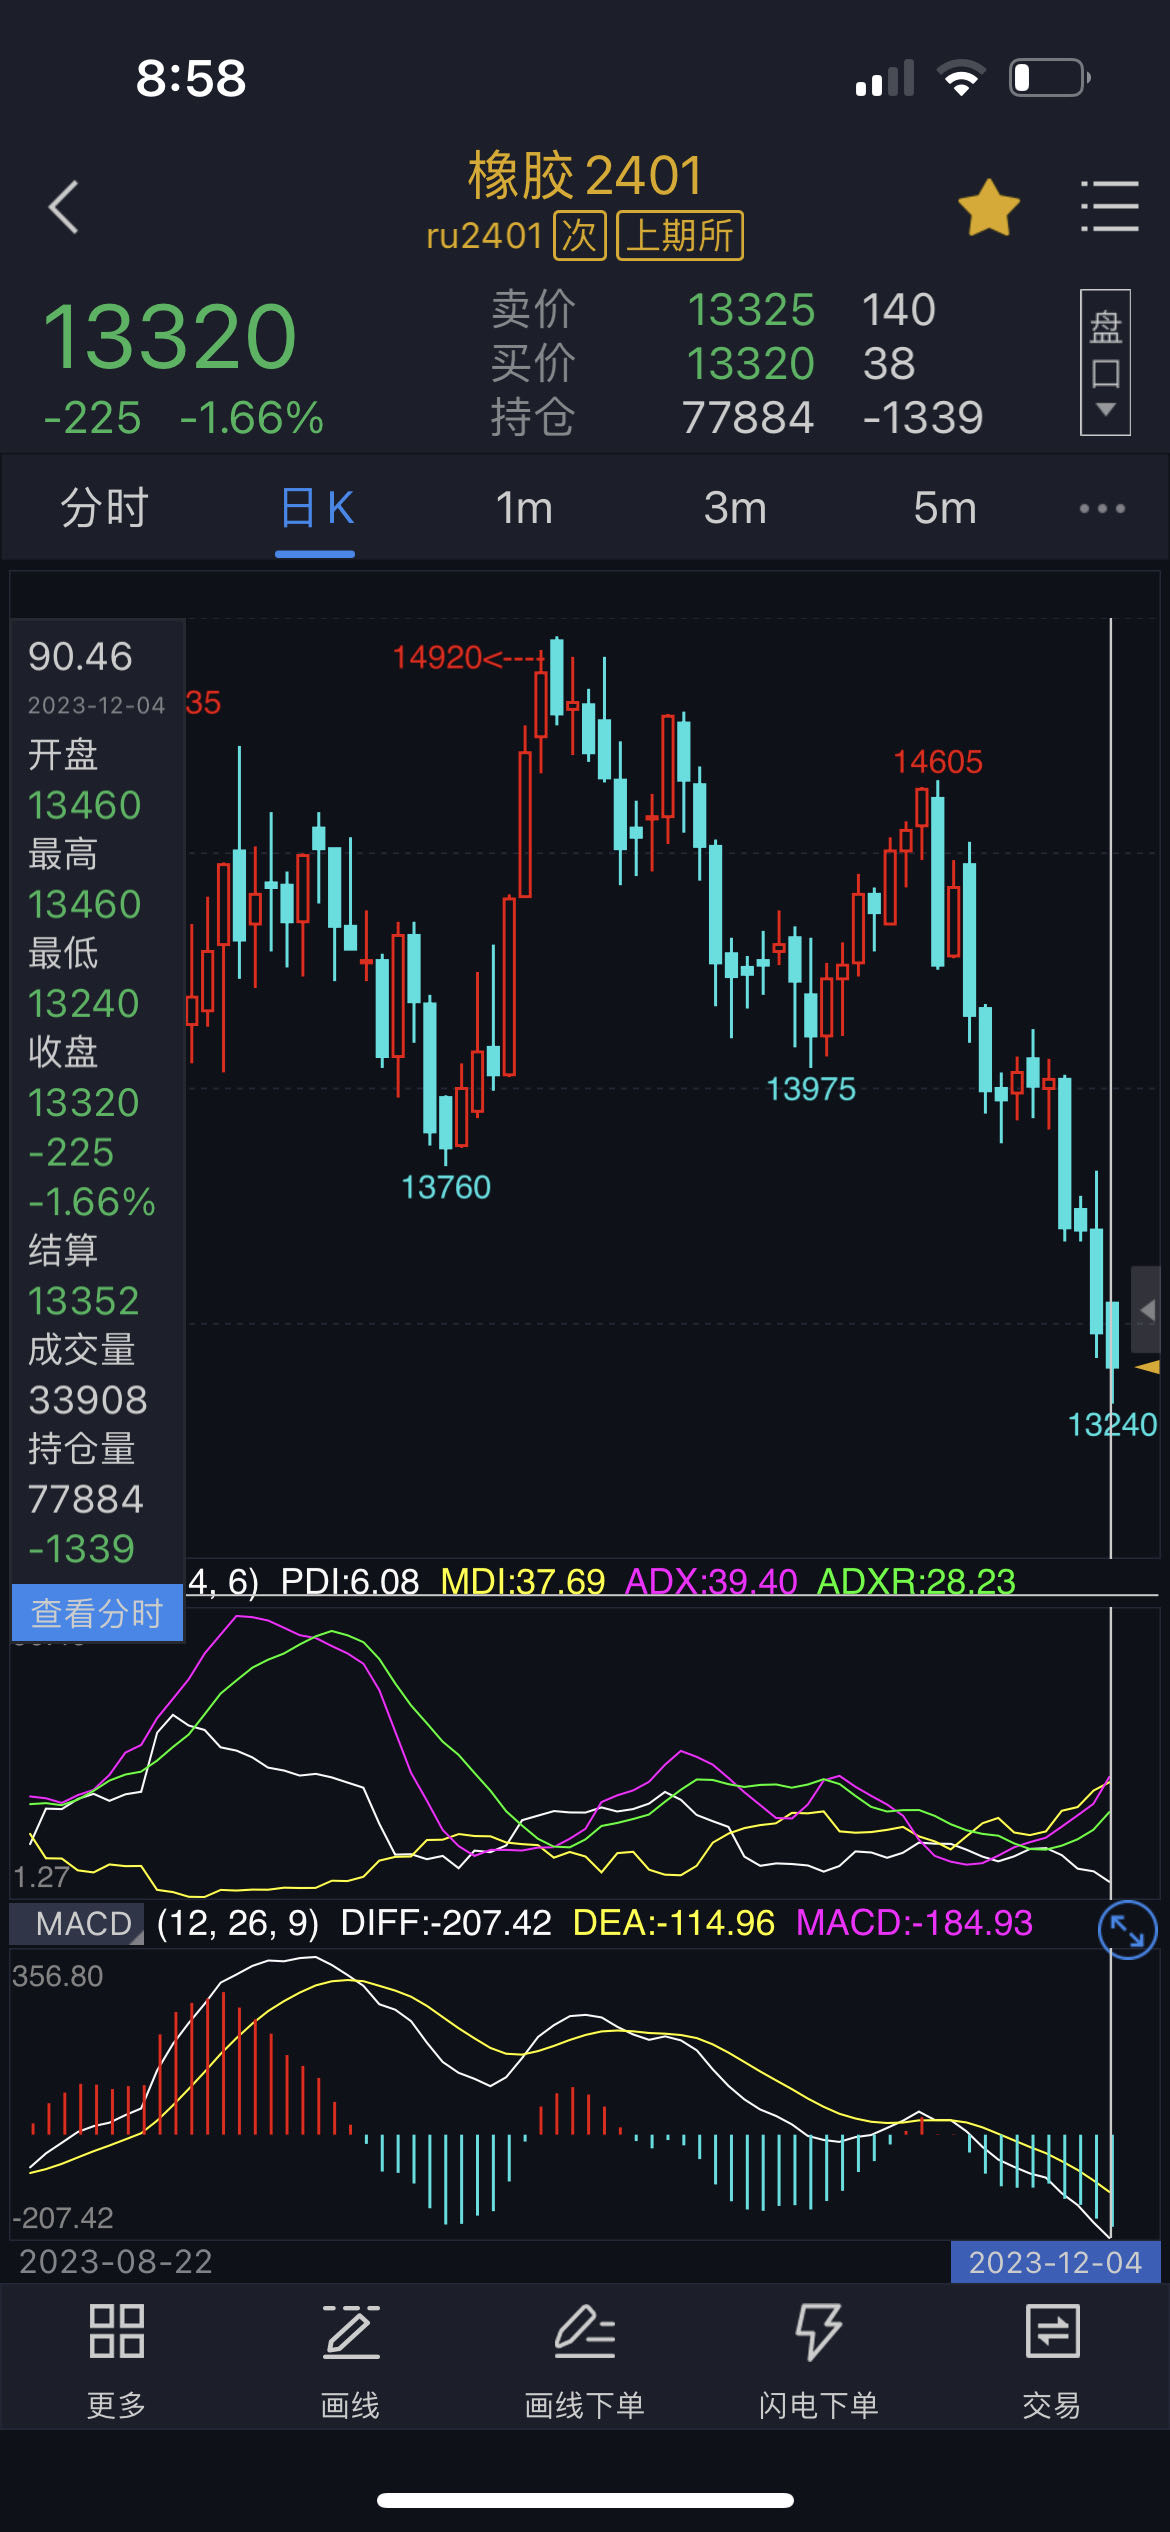 8:58
橡胶2401
ru2401 次 上期所
13320
-225 -1.66%
卖价 13325 140
买价 13320 38
持仓 77884 -1339
盘口
分时 日K 1m 3m 5m
90.46
2023-12-04
开盘
13460
最高
13460
最低
13240
收盘
13320
-225
-1.66%
结算
13352
成交量
33908
持仓量
77884
-1339
查看分时
35
14920<----
14605
13975
13760
13240
4, 6) PDI:6.08 MDI:37.69 ADX:39.40 ADXR:28.23
1.27
MACD (12, 26, 9) DIFF:-207.42 DEA:-114.96 MACD:-184.93
356.80
-207.42
2023-08-22 2023-12-04
更多 画线 画线下单 闪电下单 交易